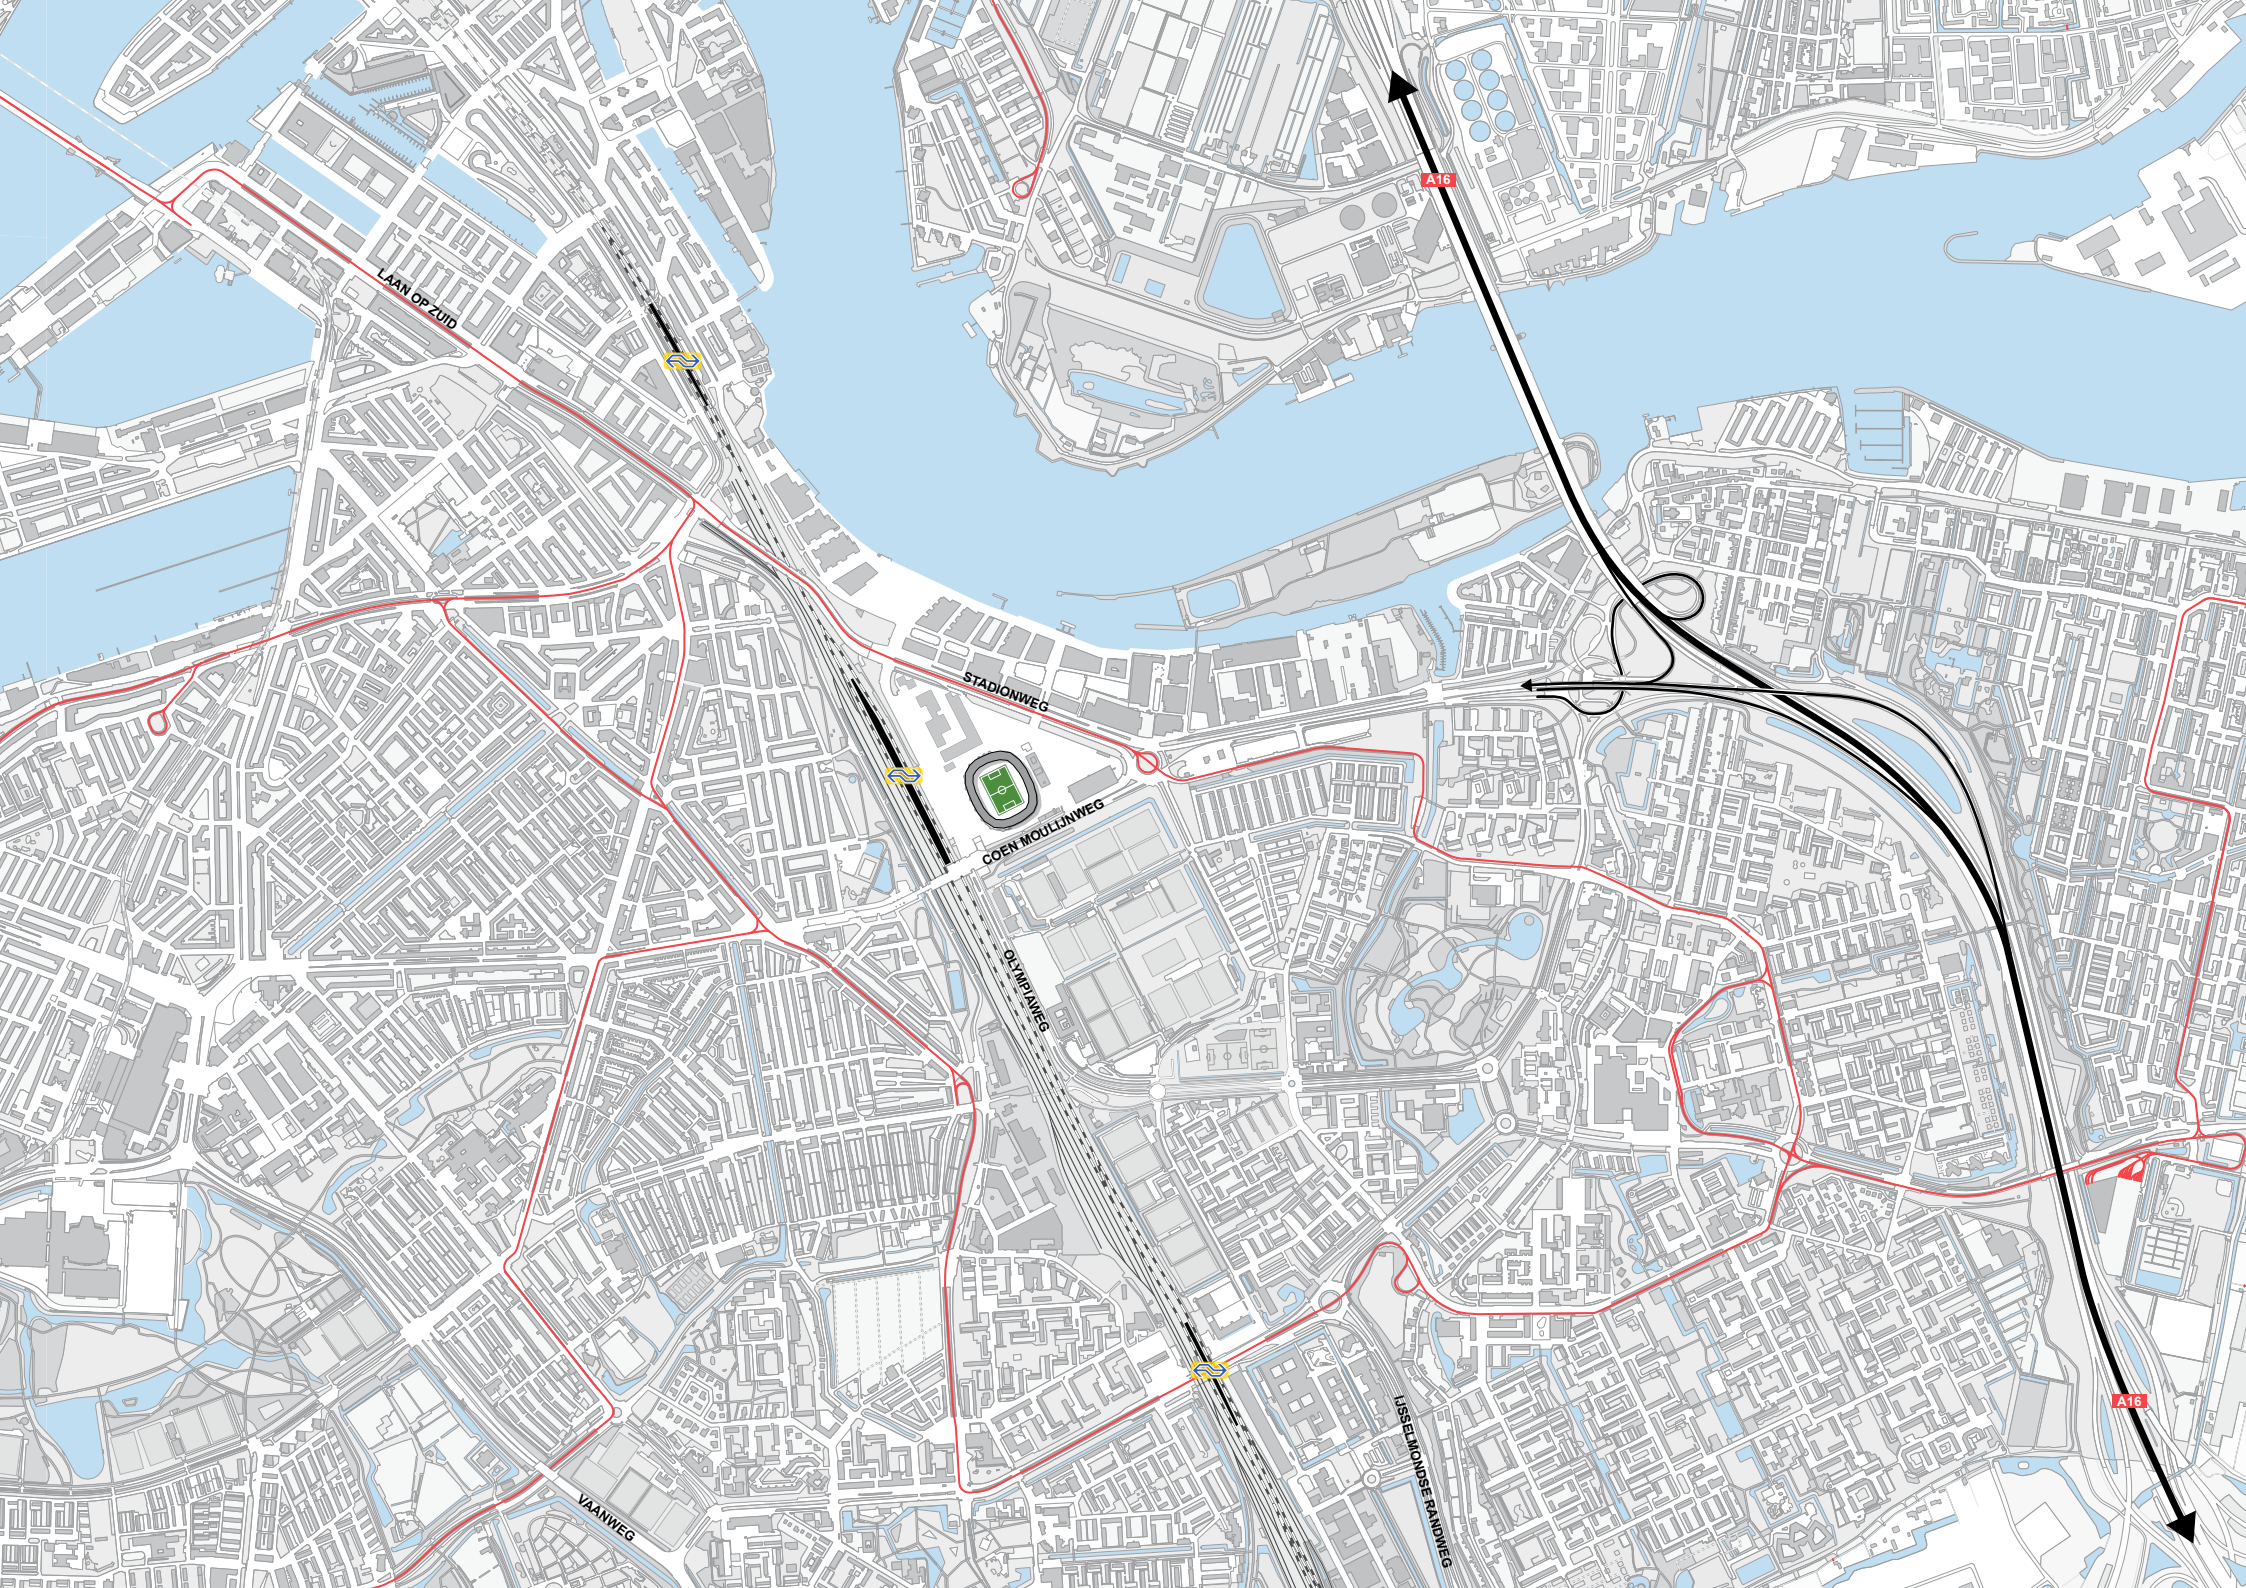 A16
LAAN OP ZUID
STADIONWEG
COEN MOULIJNWEG
OLYMPIAWEG
A16
IJSSELMONDSE RANDWEG
VAANWEG